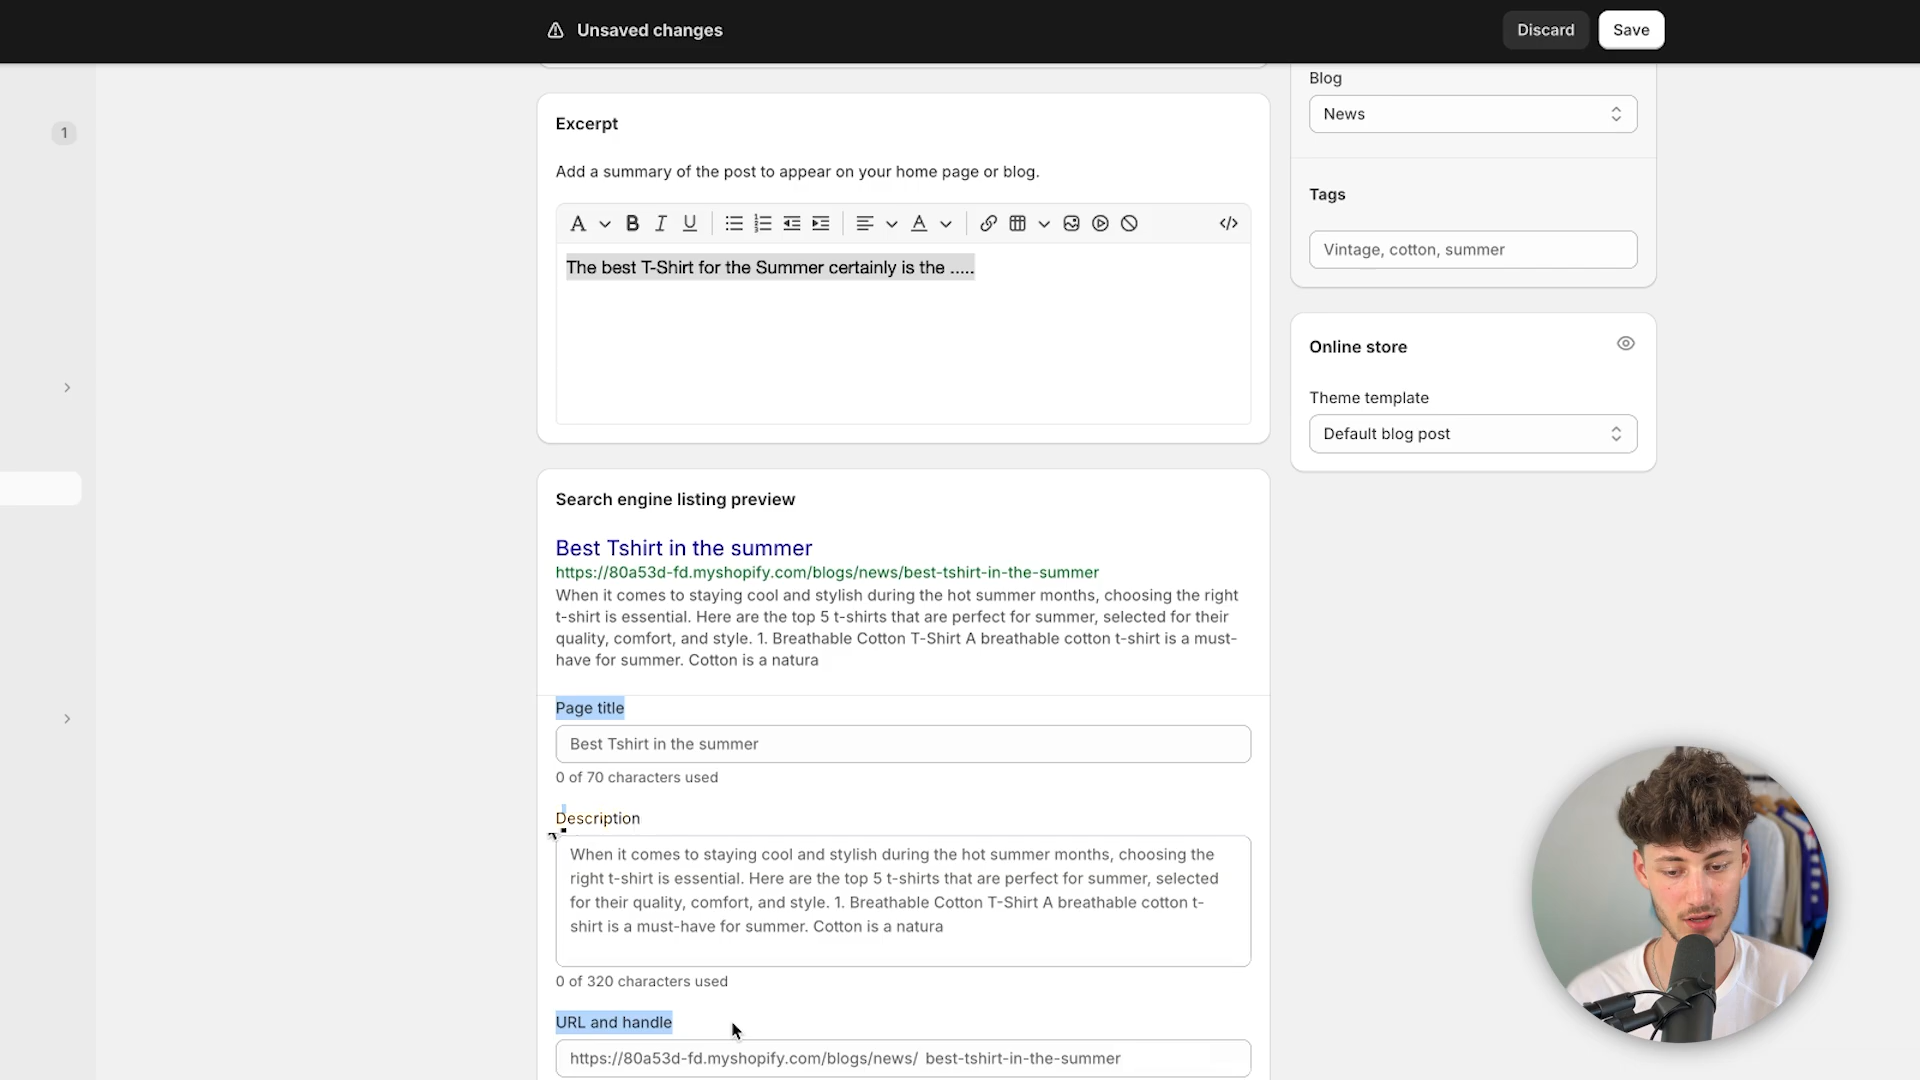 Unsaved changes
Discard
Save
1
Excerpt
Add a summary of the post to appear on your home page or blog.
The best T-Shirt for the Summer certainly is the .....
Blog
News
Tags
Vintage, cotton, summer
Online store
Theme template
Default blog post
Search engine listing preview
Best Tshirt in the summer
https://80a53d-fd.myshopify.com/blogs/news/best-tshirt-in-the-summer
When it comes to staying cool and stylish during the hot summer months, choosing the right
t-shirt is essential. Here are the top 5 t-shirts that are perfect for summer, selected for their
quality, comfort, and style. 1. Breathable Cotton T-Shirt A breathable cotton t-shirt is a must-
have for summer. Cotton is a natura
Page title
Best Tshirt in the summer
0 of 70 characters used
Description
When it comes to staying cool and stylish during the hot summer months, choosing the
right t-shirt is essential. Here are the top 5 t-shirts that are perfect for summer, selected
for their quality, comfort, and style. 1. Breathable Cotton T-Shirt A breathable cotton t-
shirt is a must-have for summer. Cotton is a natura
0 of 320 characters used
URL and handle
https://80a53d-fd.myshopify.com/blogs/news/ best-tshirt-in-the-summer